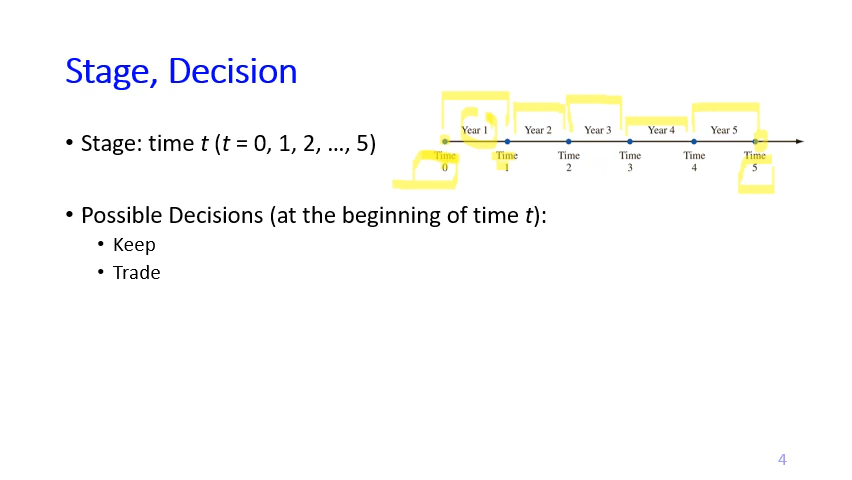 Stage, Decision
• Stage: time t (t = 0, 1, 2, …, 5)
Year 1 Year 2 Year 3 Year 4 Year 5
Time Time Time Time Time Time
0 1 2 3 4 5
• Possible Decisions (at the beginning of time t):
• Keep
• Trade
4